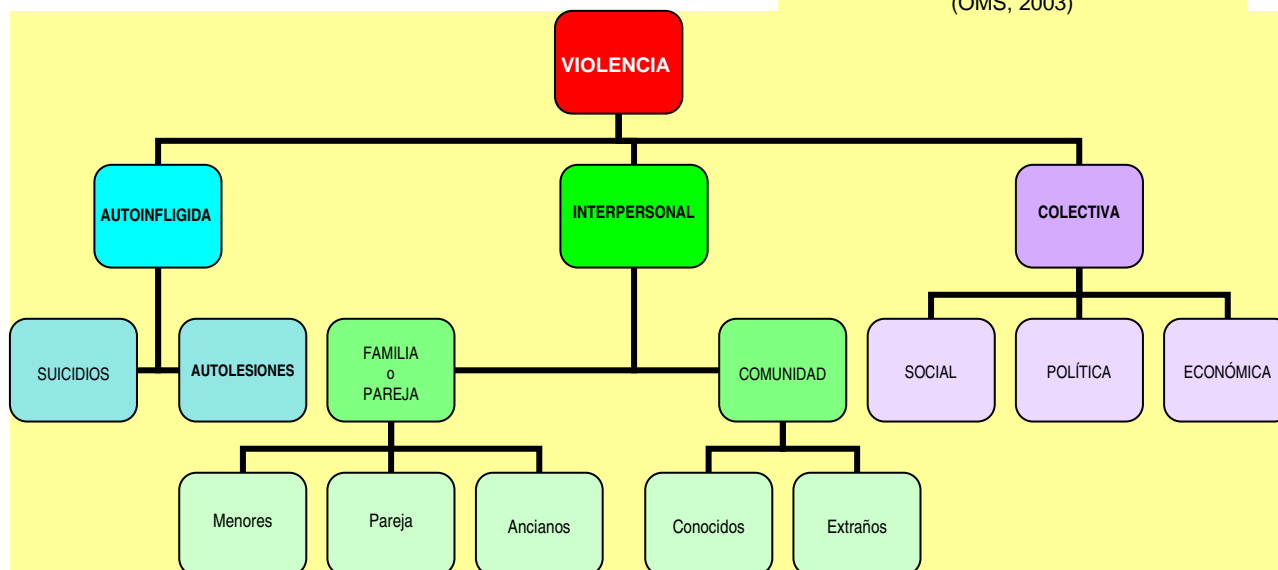 (OMS, 2003)
VIOLENCIA
AUTOINFLIGIDA
INTERPERSONAL
COLECTIVA
SUICIDIOS
AUTOLESIONES
FAMILIA
o
PAREJA
COMUNIDAD
SOCIAL
POLÍTICA
ECONÓMICA
Menores
Pareja
Ancianos
Conocidos
Extraños